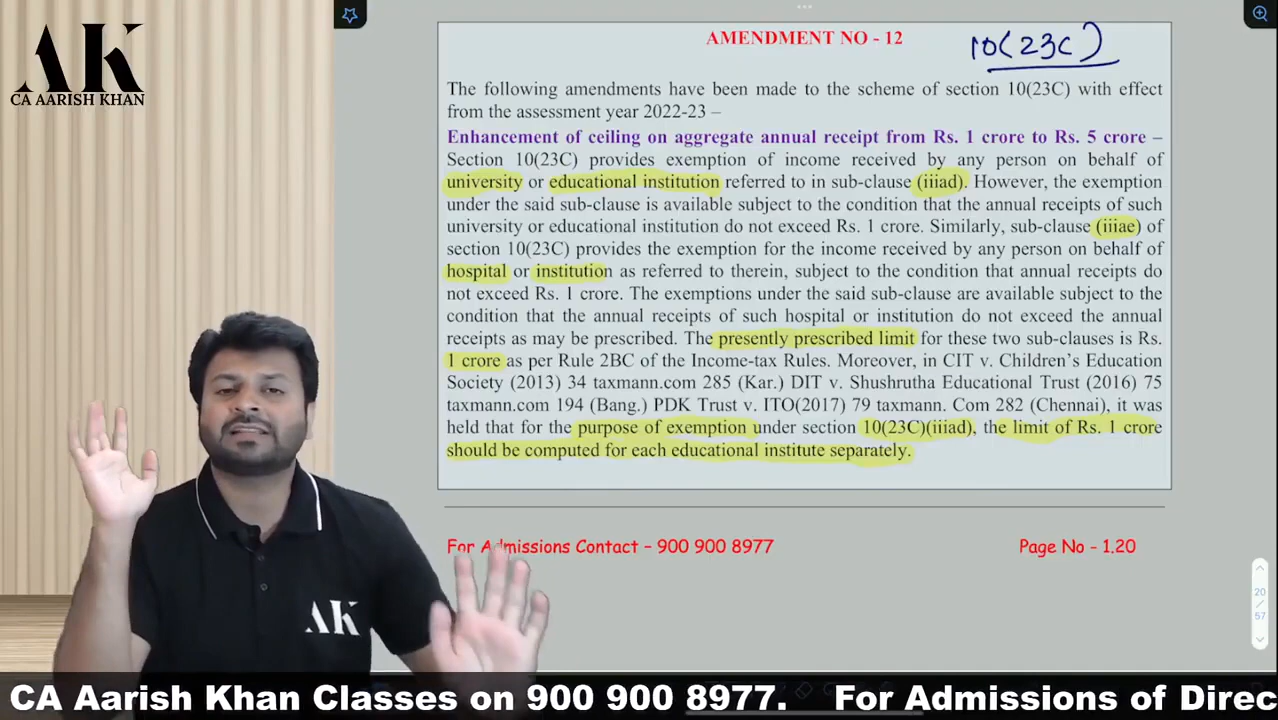 AK
CA AARISH KHAN
AMENDMENT NO - 12
10(23C)
The following amendments have been made to the scheme of section 10(23C) with effect
from the assessment year 2022-23 –
Enhancement of ceiling on aggregate annual receipt from Rs. 1 crore to Rs. 5 crore –
Section 10(23C) provides exemption of income received by any person on behalf of
university or educational institution referred to in sub-clause (iiiad). However, the exemption
under the said sub-clause is available subject to the condition that the annual receipts of such
university or educational institution do not exceed Rs. 1 crore. Similarly, sub-clause (iiiae) of
section 10(23C) provides the exemption for the income received by any person on behalf of
hospital or institution as referred to therein, subject to the condition that annual receipts do
not exceed Rs. 1 crore. The exemptions under the said sub-clause are available subject to the
condition that the annual receipts of such hospital or institution do not exceed the annual
receipts as may be prescribed. The presently prescribed limit for these two sub-clauses is Rs.
1 crore as per Rule 2BC of the Income-tax Rules. Moreover, in CIT v. Children's Education
Society (2013) 34 taxmann.com 285 (Kar.) DIT v. Shushrutha Educational Trust (2016) 75
taxmann.com 194 (Bang.) PDK Trust v. ITO(2017) 79 taxmann. Com 282 (Chennai), it was
held that for the purpose of exemption under section 10(23C)(iiiad), the limit of Rs. 1 crore
should be computed for each educational institute separately.
For Admissions Contact – 900 900 8977
Page No – 1.20
20
/
57
AK
CA Aarish Khan Classes on 900 900 8977. For Admissions of Direc